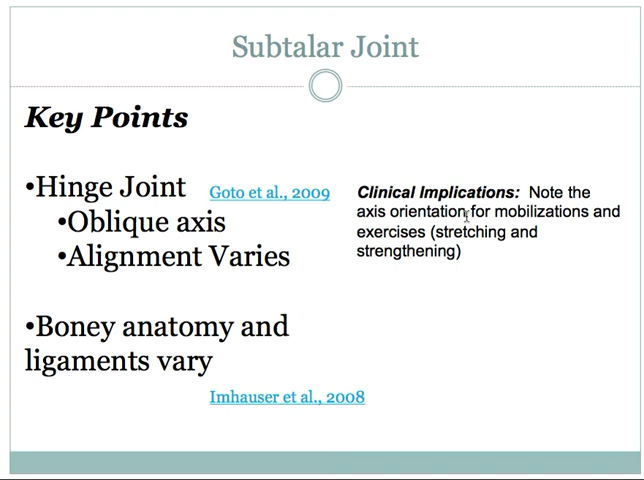 Subtalar Joint
Key Points
•Hinge Joint
Goto et al., 2009
•Oblique axis
•Alignment Varies
•Boney anatomy and
ligaments vary
Imhauser et al., 2008
Clinical Implications: Note the
axis orientation for mobilizations and
exercises (stretching and
strengthening)